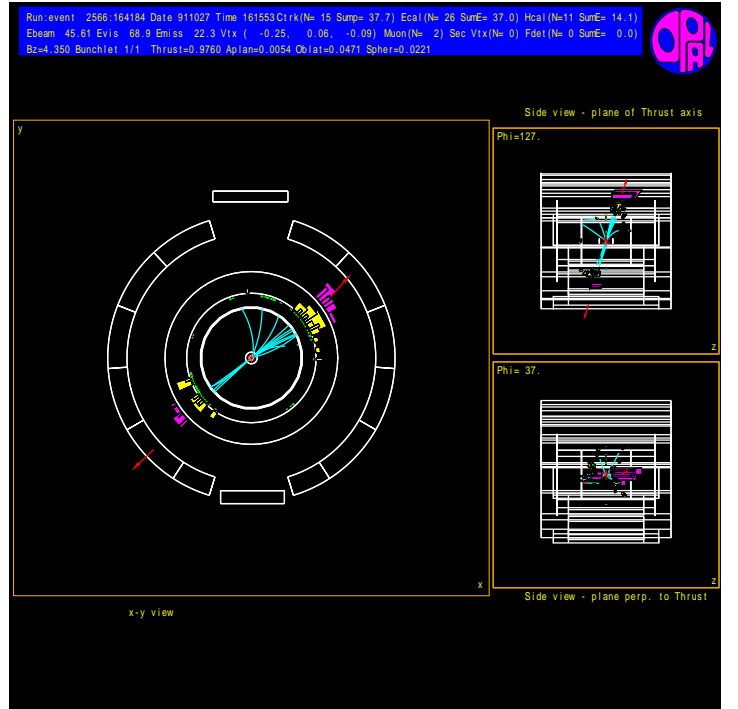 Run:event 2566:164184 Date 911027 Time 161553 Ctrk(N= 15 Sump= 37.7) Ecal(N= 26 SumE= 37.0) Hcal(N=11 SumE= 14.1)
Ebeam 45.61 Evis 68.9 Emiss 22.3 Vtx ( -0.25, 0.06, -0.09) Muon(N= 2) Sec Vtx(N= 0) Fdet(N= 0 SumE= 0.0)
Bz=4.350 Bunchlet 1/1 Thrust=0.9760 Aplan=0.0054 Oblat=0.0471 Spher=0.0221
OPAL
Side view - plane of Thrust axis
y
Phi=127.
z
Phi= 37.
x
z
Side view - plane perp. to Thrust
x-y view